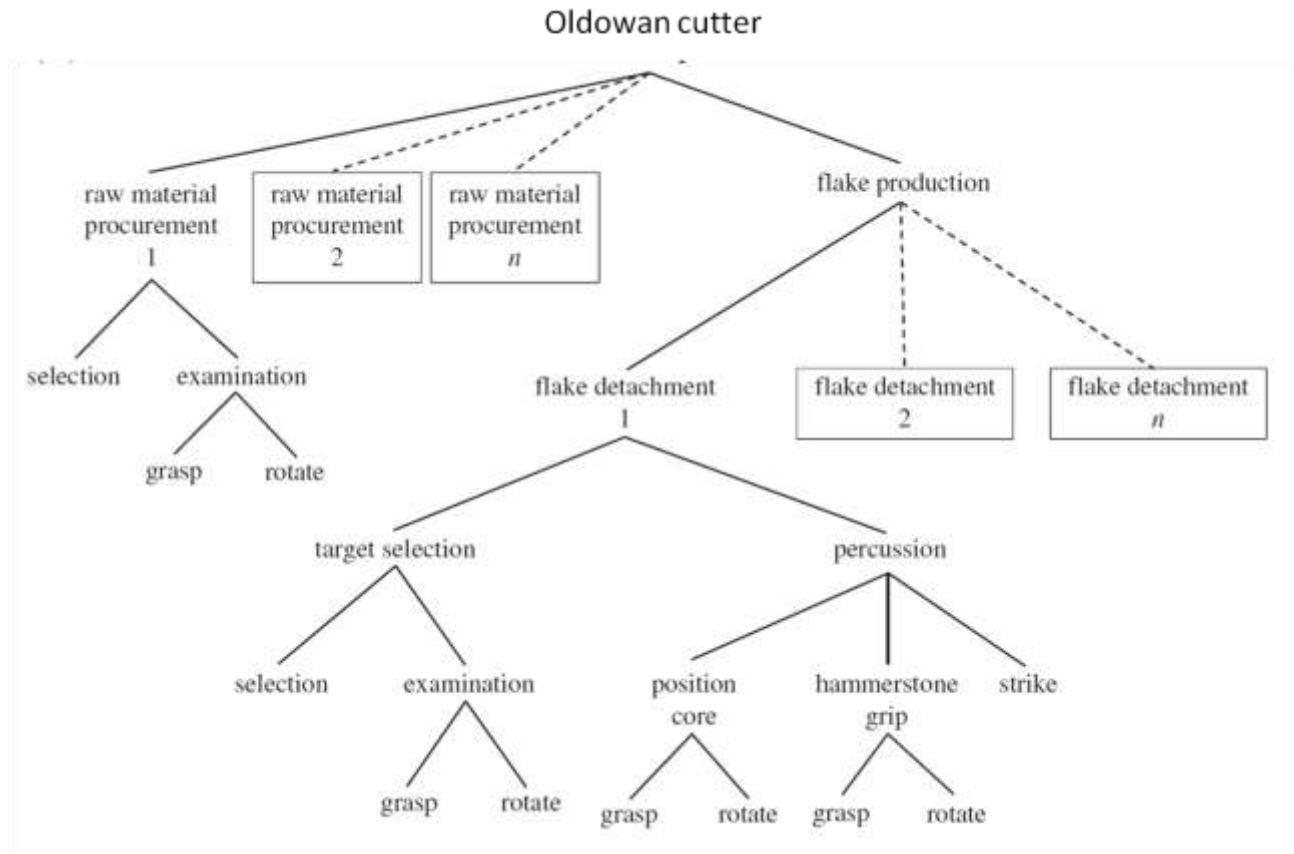 Oldowan cutter
raw material
procurement
1
raw material
procurement
2
raw material
procurement
n
flake production
selection
examination
grasp
rotate
flake detachment
1
flake detachment
2
flake detachment
n
target selection
percussion
selection
examination
position
core
hammerstone
grip
strike
grasp
rotate
grasp
rotate
grasp
rotate